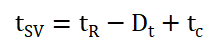 t_SV = t_R − D_t + t_c